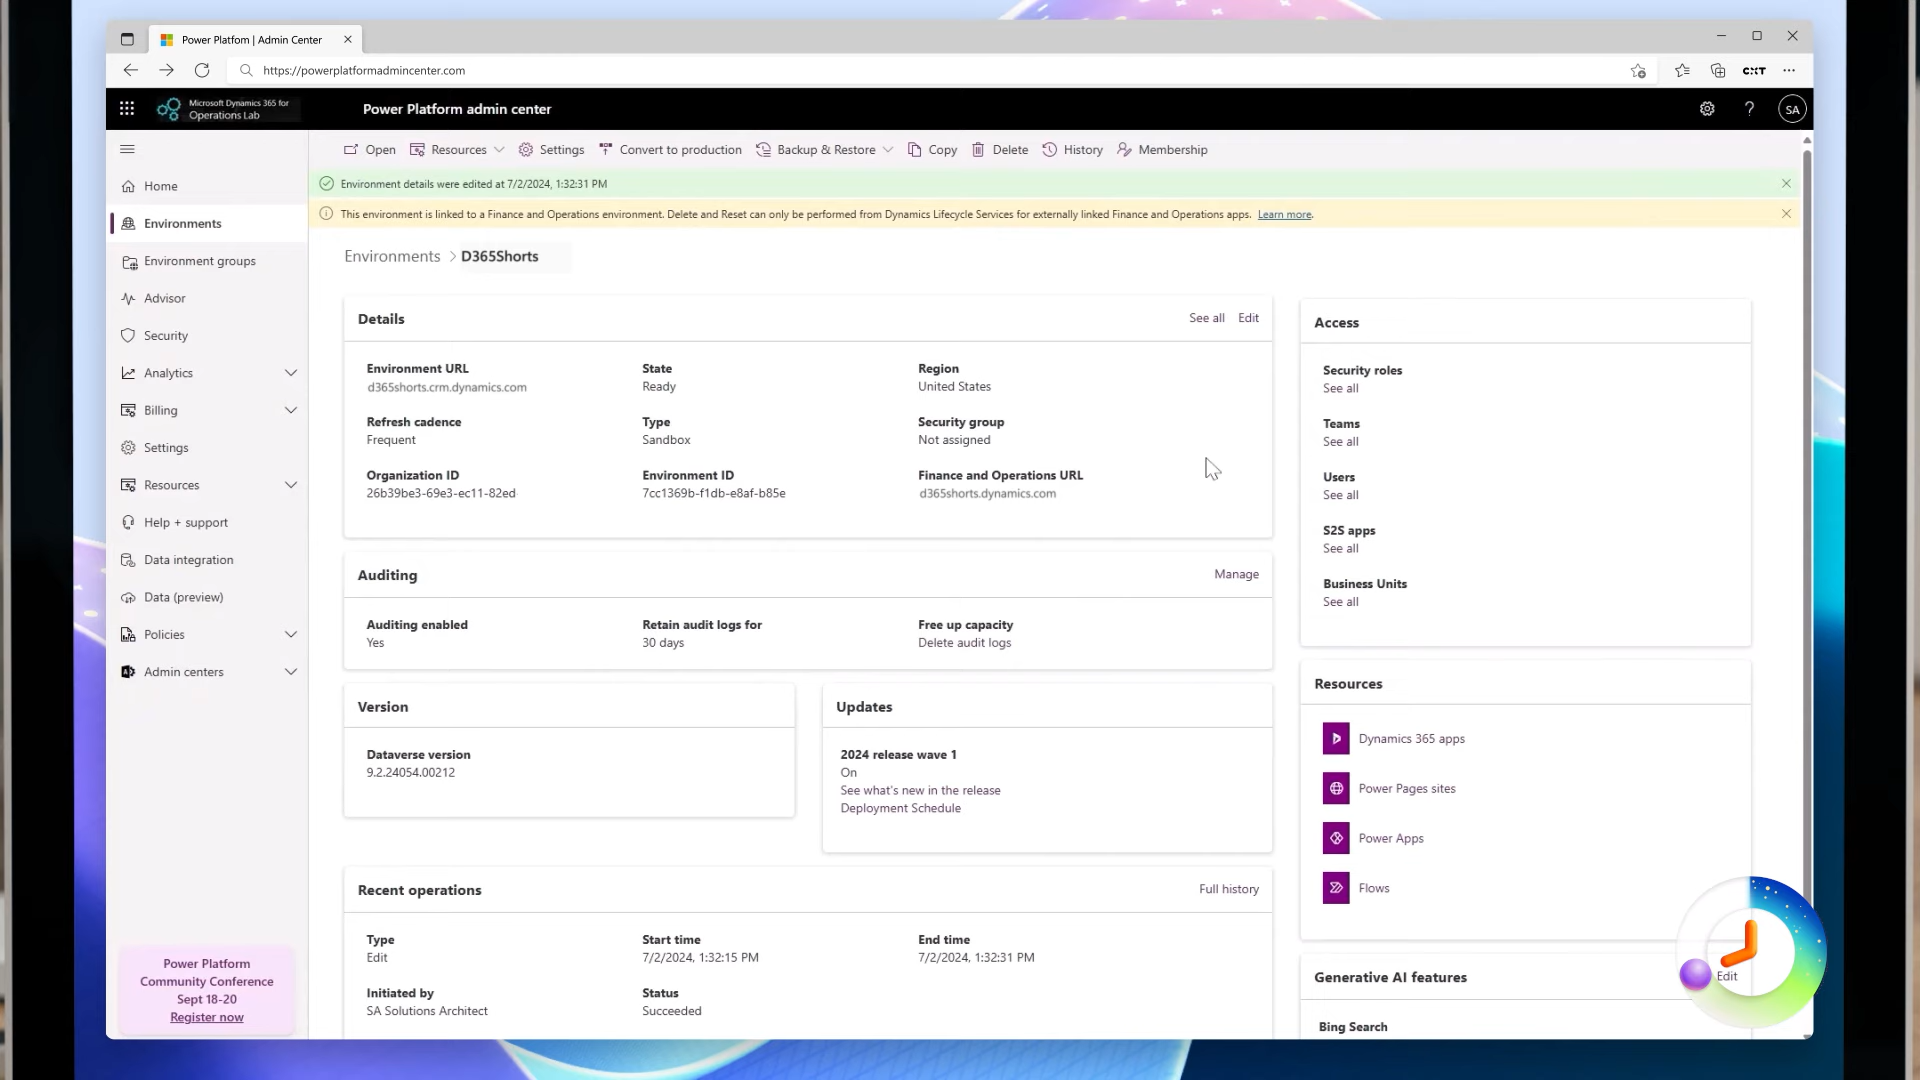 Power Platfom | Admin Center
https://powerplatformadmincenter.com
CXT
Microsoft Dynamics 365 for
Operations Lab
Power Platform admin center
SA
Open
Resources
Settings
Convert to production
Backup & Restore
Copy
Delete
History
Membership
Environment details were edited at 7/2/2024, 1:32:31 PM
This environment is linked to a Finance and Operations environment. Delete and Reset can only be performed from Dynamics Lifecycle Services for externally linked Finance and Operations apps. Learn more.
Home
Environments
Environment groups
Advisor
Security
Analytics
Billing
Settings
Resources
Help + support
Data integration
Data (preview)
Policies
Admin centers
Power Platform
Community Conference
Sept 18-20
Register now
Environments > D365Shorts
Details
See all
Edit
Environment URL
d365shorts.crm.dynamics.com
State
Ready
Region
United States
Refresh cadence
Frequent
Type
Sandbox
Security group
Not assigned
Organization ID
26b39be3-69e3-ec11-82ed
Environment ID
7cc1369b-f1db-e8af-b85e
Finance and Operations URL
d365shorts.dynamics.com
Auditing
Manage
Auditing enabled
Yes
Retain audit logs for
30 days
Free up capacity
Delete audit logs
Version
Dataverse version
9.2.24054.00212
Updates
2024 release wave 1
On
See what's new in the release
Deployment Schedule
Recent operations
Full history
Type
Edit
Start time
7/2/2024, 1:32:15 PM
End time
7/2/2024, 1:32:31 PM
Initiated by
SA Solutions Architect
Status
Succeeded
Access
Security roles
See all
Teams
See all
Users
See all
S2S apps
See all
Business Units
See all
Resources
Dynamics 365 apps
Power Pages sites
Power Apps
Flows
Generative AI features
Edit
Bing Search